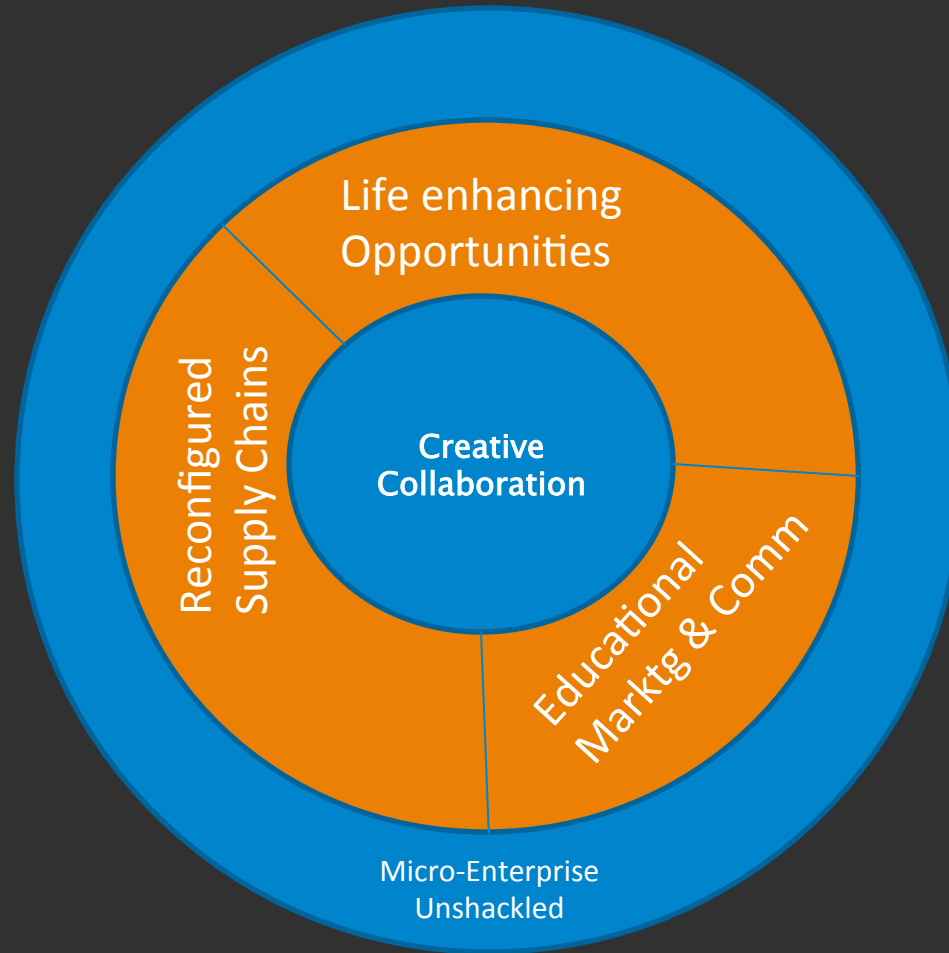 Life enhancing
Opportunities
Reconfigured
Supply Chains
Creative
Collaboration
Educational
Marktg & Comm
Micro-Enterprise
Unshackled